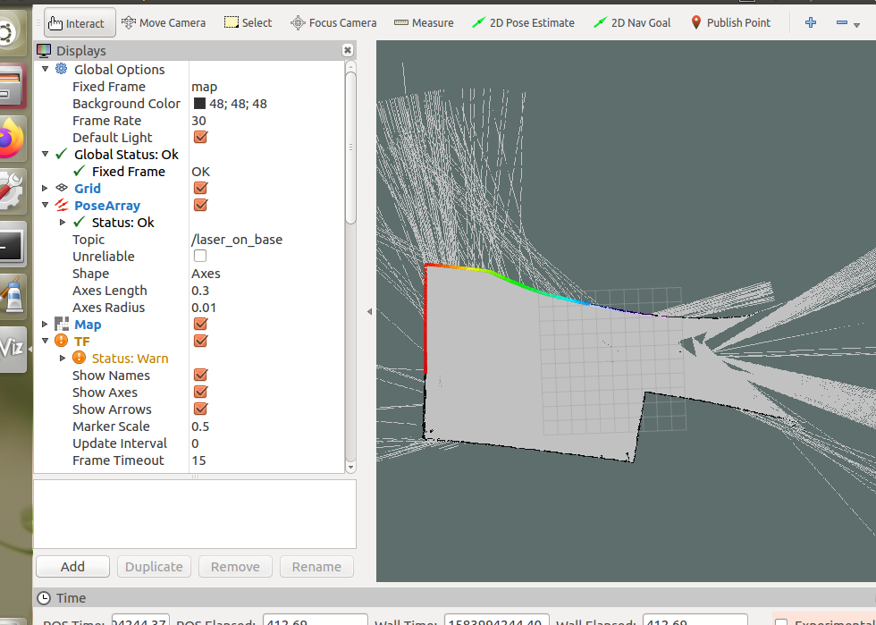 Interact Move Camera Select Focus Camera Measure 2D Pose Estimate 2D Nav Goal Publish Point
Displays
Global Options
Fixed Frame map
Background Color 48; 48; 48
Frame Rate 30
Default Light
Global Status: Ok
Fixed Frame OK
Grid
PoseArray
Status: Ok
Topic /laser_on_base
Unreliable
Shape Axes
Axes Length 0.3
Axes Radius 0.01
Map
TF
Status: Warn
Show Names
Show Axes
Show Arrows
Marker Scale 0.5
Update Interval 0
Frame Timeout 15
Add Duplicate Remove Rename
Time
ROS Time: 94244.37 ROS Elapsed: 412.69 Wall Time: 1583994244.40 Wall Elapsed: 412.69 Experimental
Viz